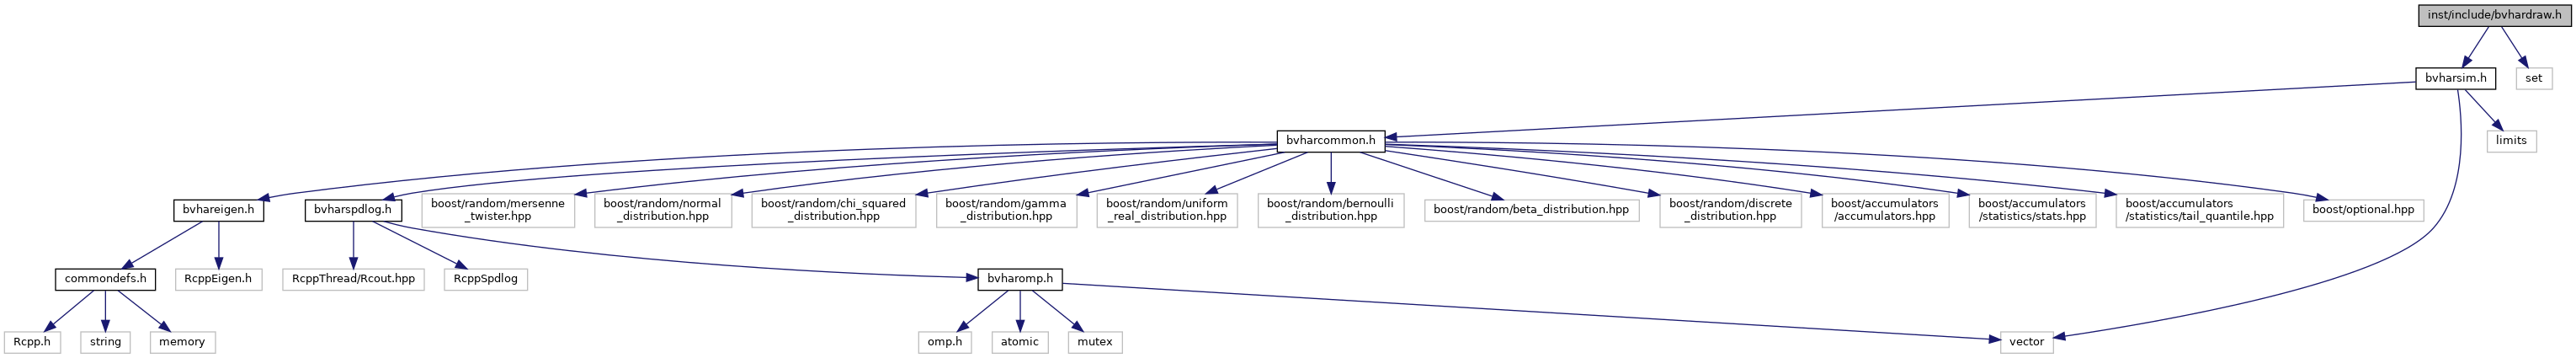 inst/include/bvhardraw.h
bvharsim.h
set
bvharcommon.h
limits
bvhareigen.h
bvharspdlog.h
boost/random/mersenne
_twister.hpp
boost/random/normal
_distribution.hpp
boost/random/chi_squared
_distribution.hpp
boost/random/gamma
_distribution.hpp
boost/random/uniform
_real_distribution.hpp
boost/random/bernoulli
_distribution.hpp
boost/random/beta_distribution.hpp
boost/random/discrete
_distribution.hpp
boost/accumulators
/accumulators.hpp
boost/accumulators
/statistics/stats.hpp
boost/accumulators
/statistics/tail_quantile.hpp
boost/optional.hpp
commondefs.h
RcppEigen.h
RcppThread/Rcout.hpp
RcppSpdlog
bvharomp.h
Rcpp.h
string
memory
omp.h
atomic
mutex
vector